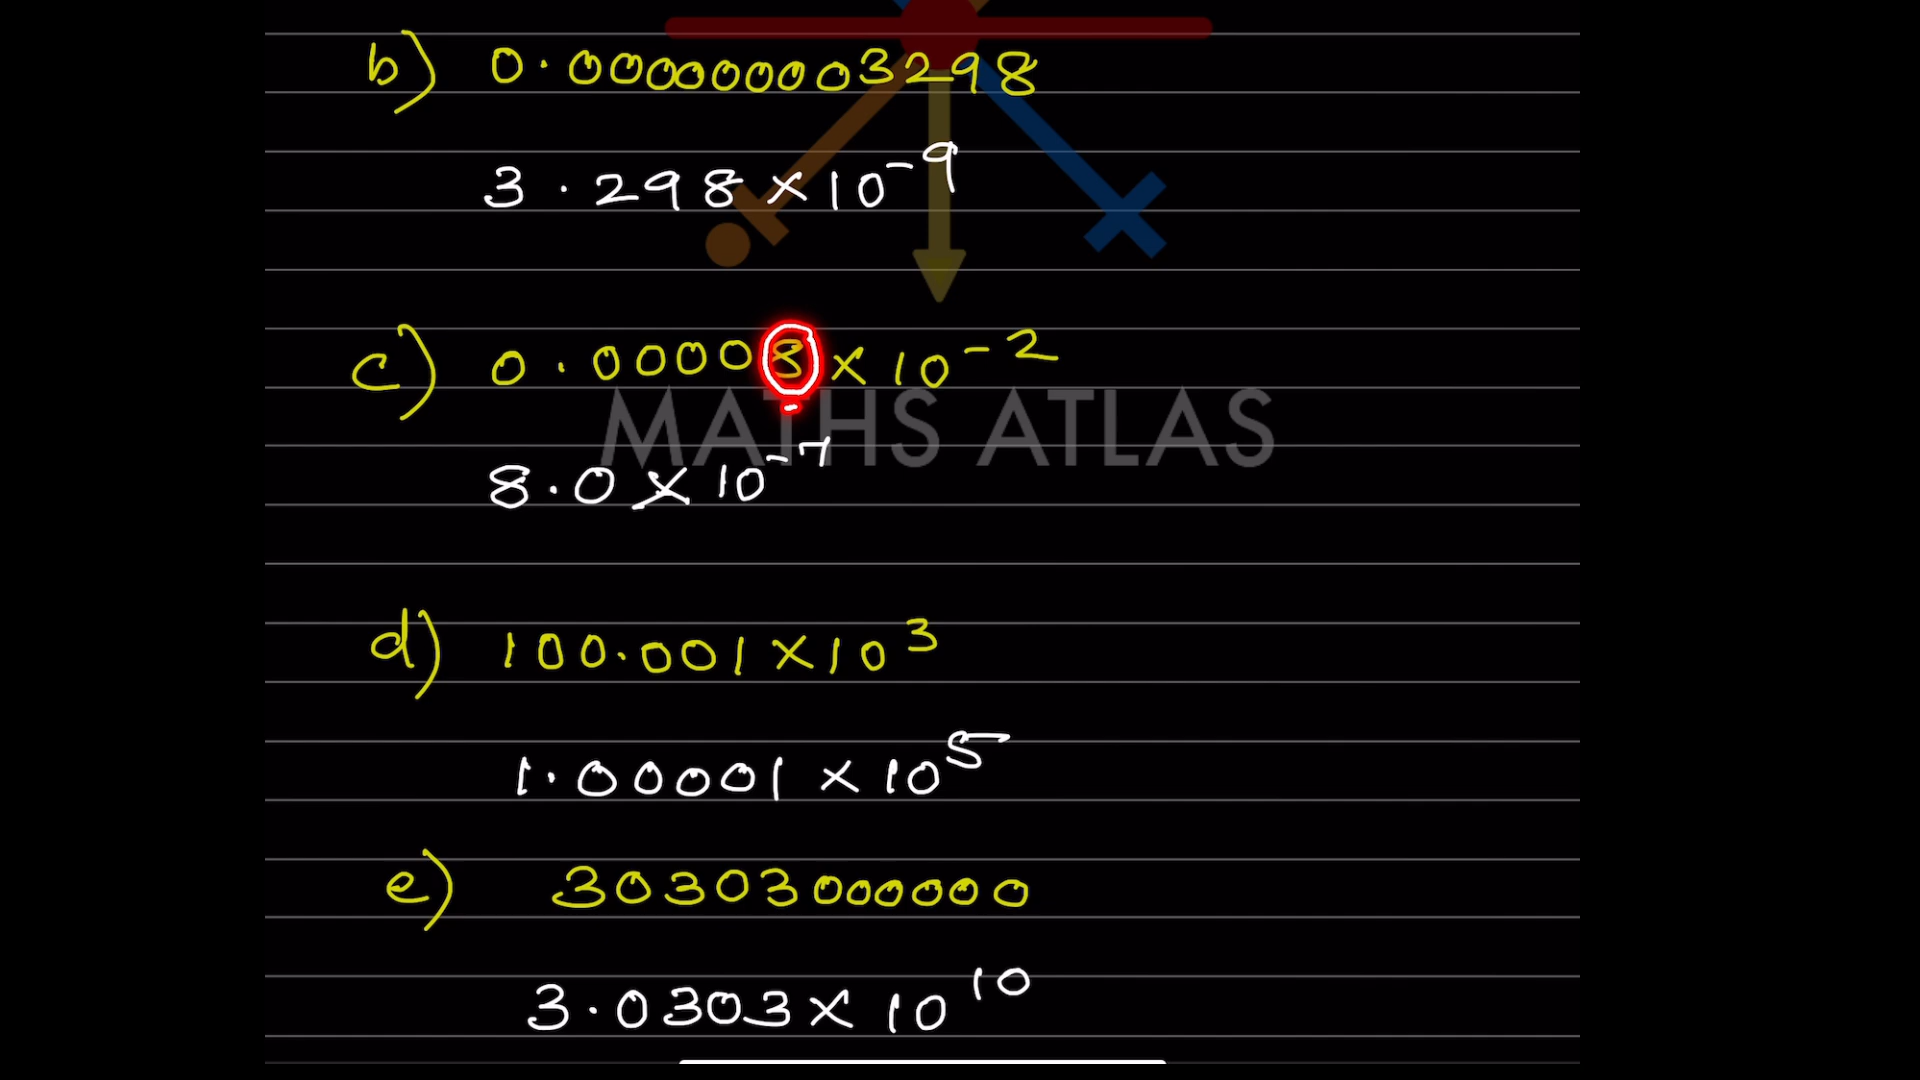 b) 0.000000003298
3.298 × 10⁻⁹
c) 0.00008 × 10⁻²
MATHS ATLAS
8.0 × 10⁻⁷
d) 100.001 × 10³
1.00001 × 10⁵
e) 30303000000
3.0303 × 10¹⁰